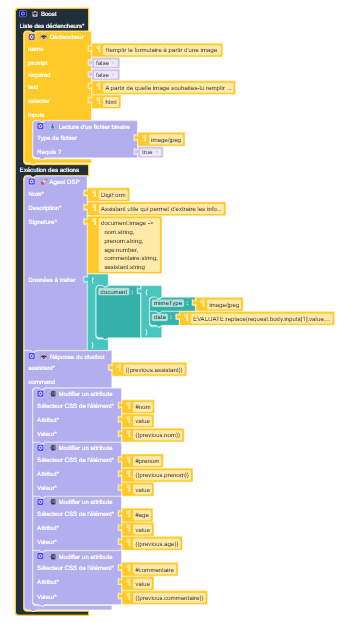 Boost
Liste des déclencheurs*
Déclencheur
name Remplir le formulaire à partir d'une image
prompt false
required false
text A partir de quelle image souhaites-tu remplir ...
selector html
inputs
Lecture d'un fichier binaire
Type de fichier image/jpeg
Requis ? true
Exécution des actions
Agent DSP
Nom* DigiForm
Description* Assistant utile qui permet d'extraire les info...
Signature* document:image ->
nom:string,
prenom:string,
age:number,
commentaire:string,
assistant:string
Données à traiter {
document : {
mimeType : image/jpeg
data : EVALUATE:replace(request.body.inputs[1].value,...
}
}
Réponse du chatbot
assistant* {{previous.assistant}}
command
Modifier un attribute
Sélecteur CSS de l'élément* #nom
Attribut* value
Valeur* {{previous.nom}}
Modifier un attribute
Sélecteur CSS de l'élément* #prenom
Attribut* {{previous.prenom}}
Valeur* value
Modifier un attribute
Sélecteur CSS de l'élément* #age
Attribut* value
Valeur* {{previous.age}}
Modifier un attribute
Sélecteur CSS de l'élément* #commentaire
Attribut* value
Valeur* {{previous.commentaire}}